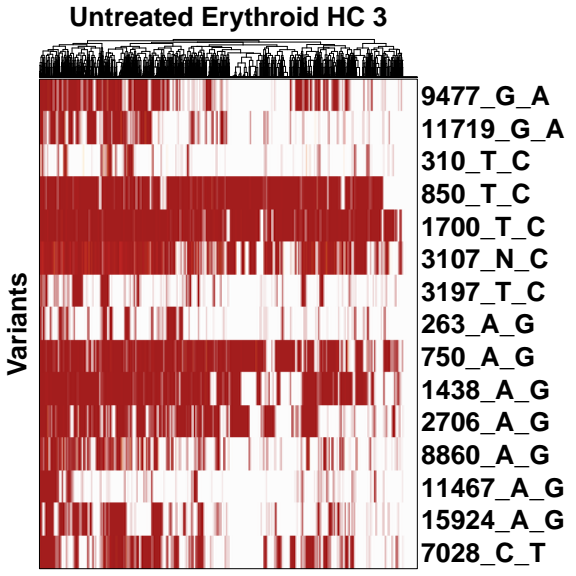 Untreated Erythroid HC 3
9477_G_A
11719_G_A
310_T_C
850_T_C
1700_T_C
3107_N_C
3197_T_C
263_A_G
750_A_G
1438_A_G
2706_A_G
8860_A_G
11467_A_G
15924_A_G
7028_C_T
Variants